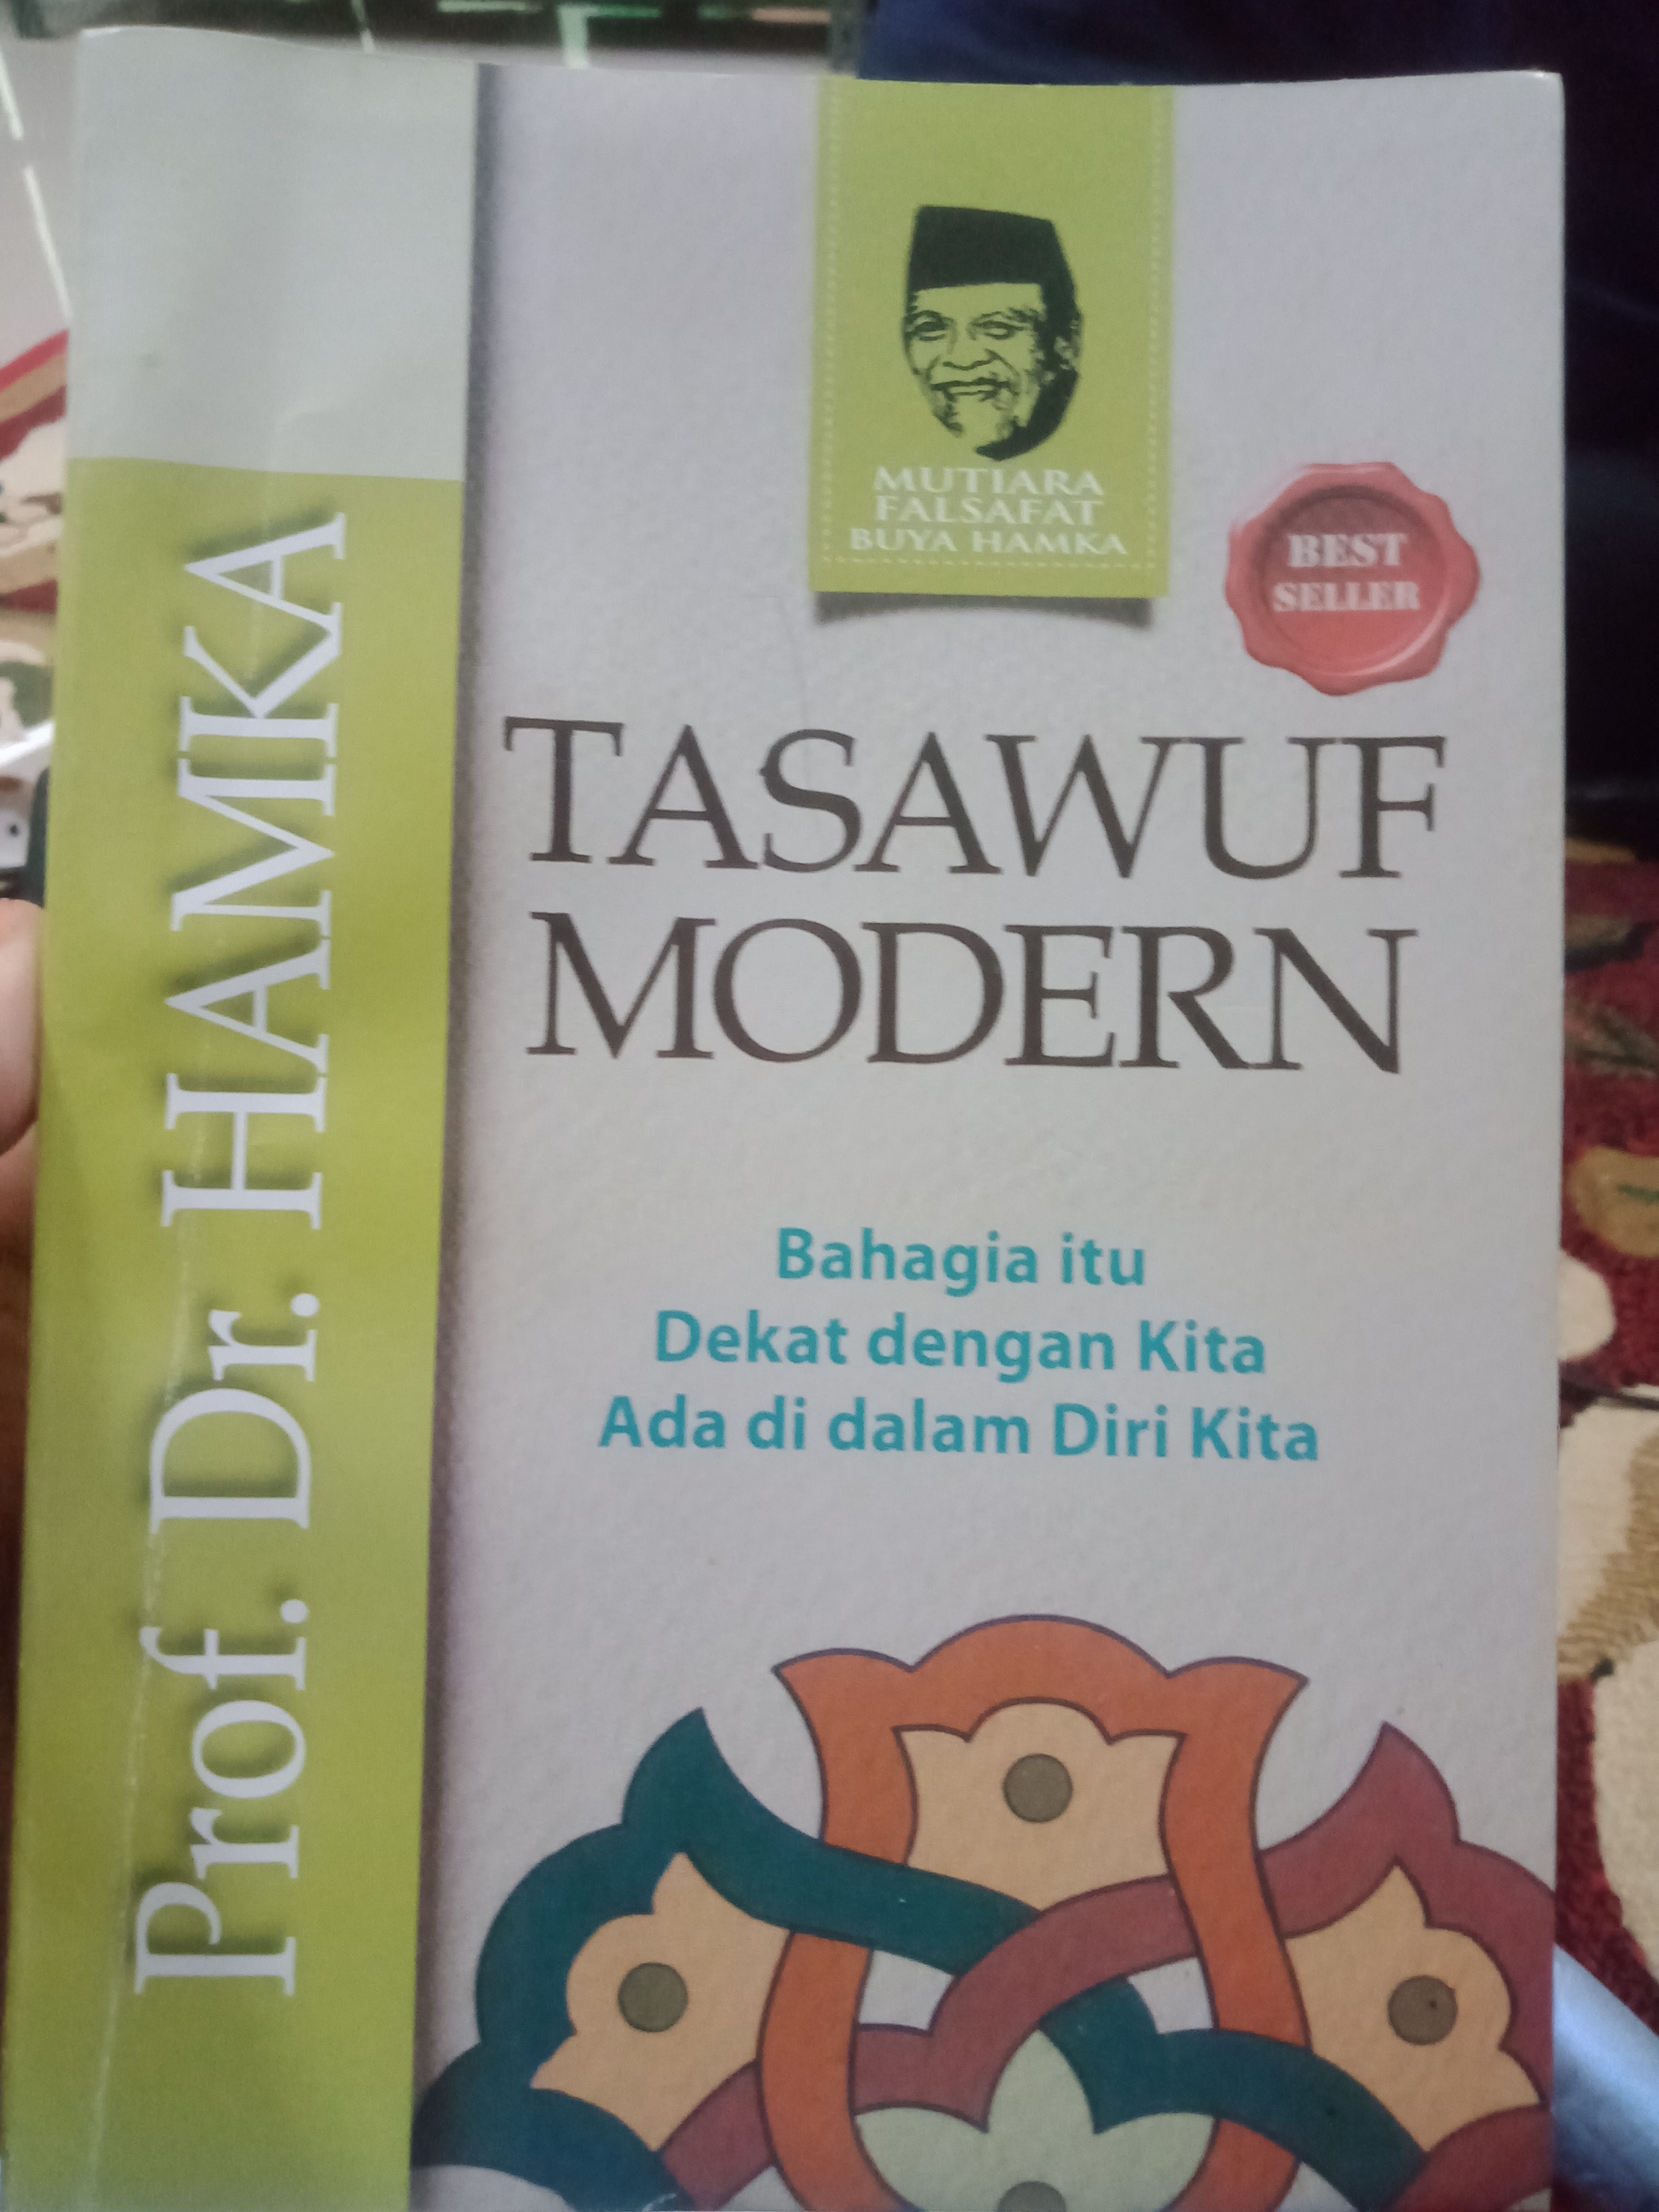 Prof. Dr. HAMKA
MUTIARA
FALSAFAT
BUYA HAMKA
BEST
SELLER
TASAWUF
MODERN
Bahagia itu
Dekat dengan Kita
Ada di dalam Diri Kita